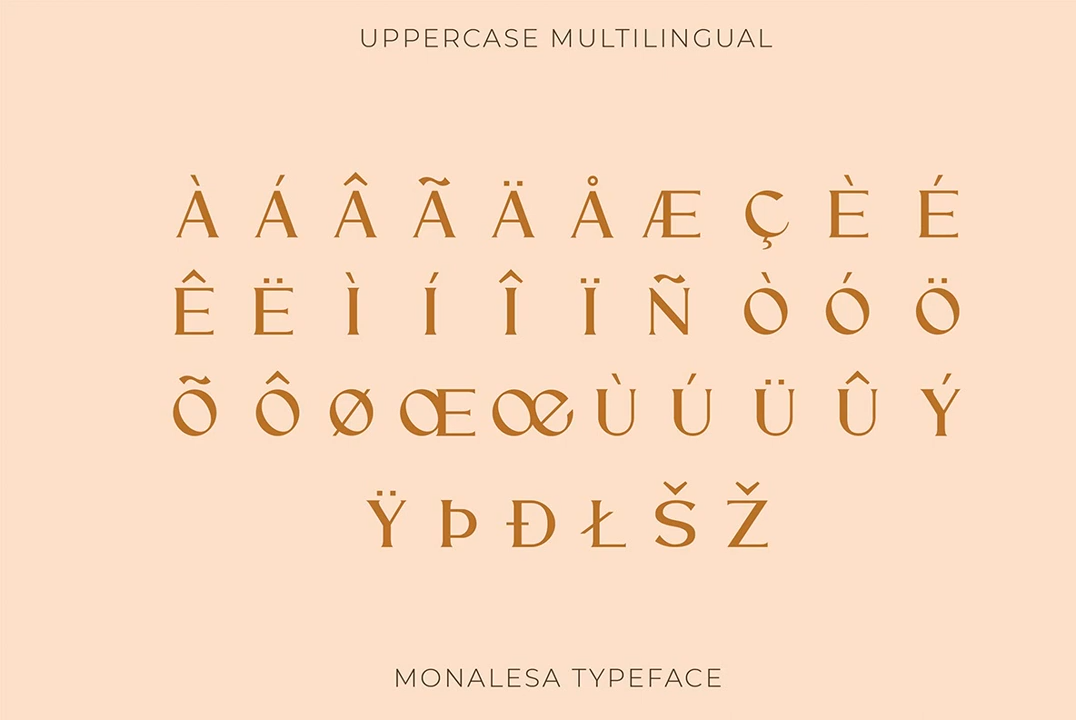 UPPERCASE MULTILINGUAL
À Á Â Ã Ä Å Æ Ç È É
Ê Ë Ì Í Î Ï Ñ Ò Ó Ö
Õ Ô Ø Œ œ Ù Ú Ü Û Ý
Ÿ Þ Đ Ł Š Ž
MONALESA TYPEFACE